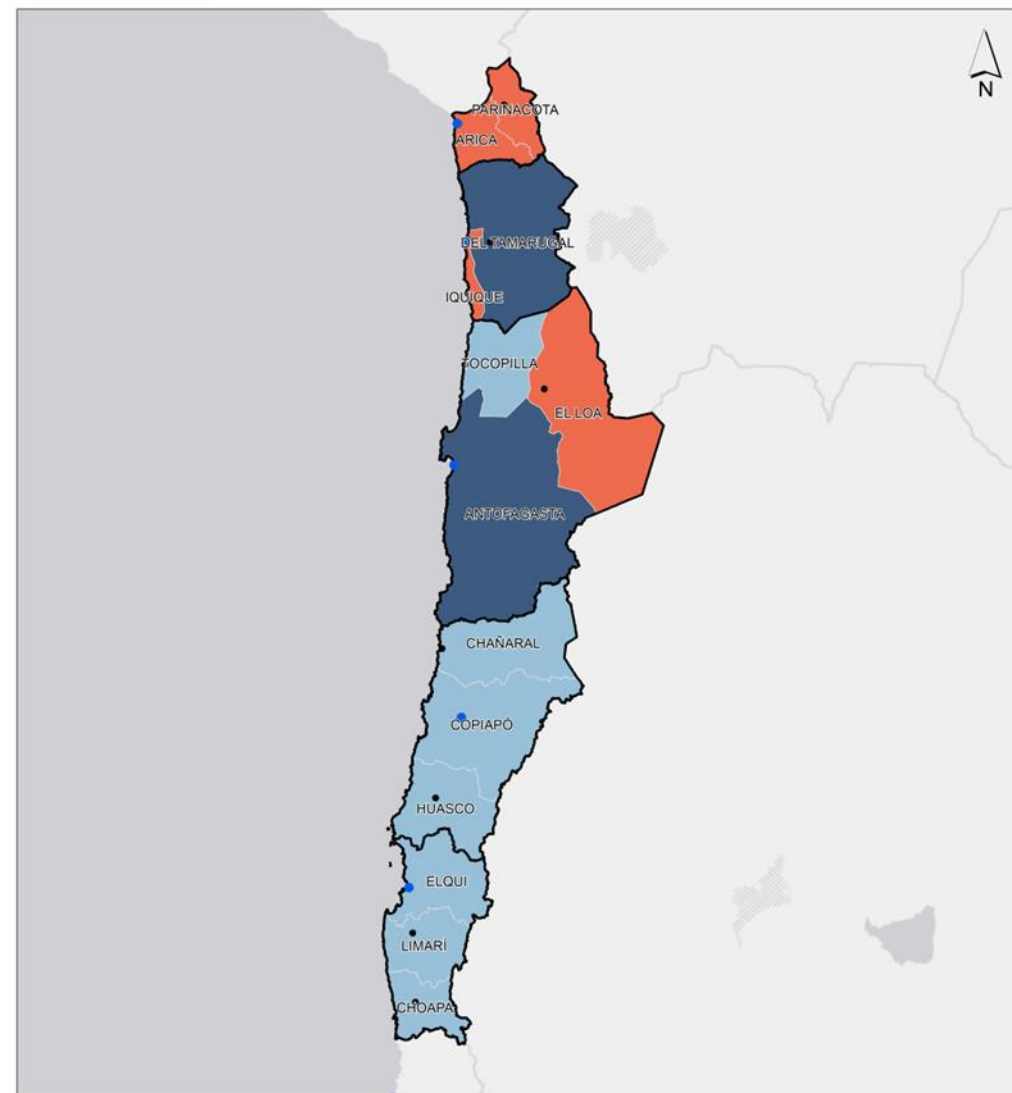 N
PARINACOTA
ARICA
DEL TAMARUGAL
IQUIQUE
TOCOPILLA
EL LOA
ANTOFAGASTA
CHAÑARAL
COPIAPÓ
HUASCO
ELQUI
LIMARÍ
CHOAPA